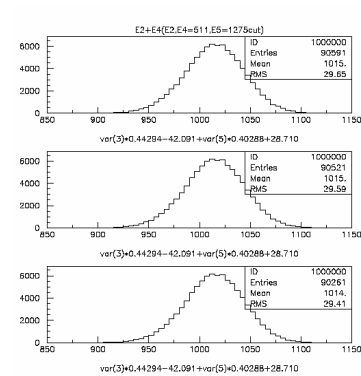 E2+E4(E2,E4=511,E5=1275cut)
ID 1000000
Entries 90591
Mean 1015.
RMS 29.65
6000
4000
2000
0
850 900 950 1000 1050 1100 1150
var(3)*0.44294-42.091+var(5)*0.40288+28.710
ID 1000000
Entries 90521
Mean 1015.
RMS 29.59
6000
4000
2000
0
850 900 950 1000 1050 1100 1150
var(3)*0.44294-42.091+var(5)*0.40288+28.710
ID 1000000
Entries 90261
Mean 1014.
RMS 29.41
6000
4000
2000
0
850 900 950 1000 1050 1100 1150
var(3)*0.44294-42.091+var(5)*0.40288+28.710